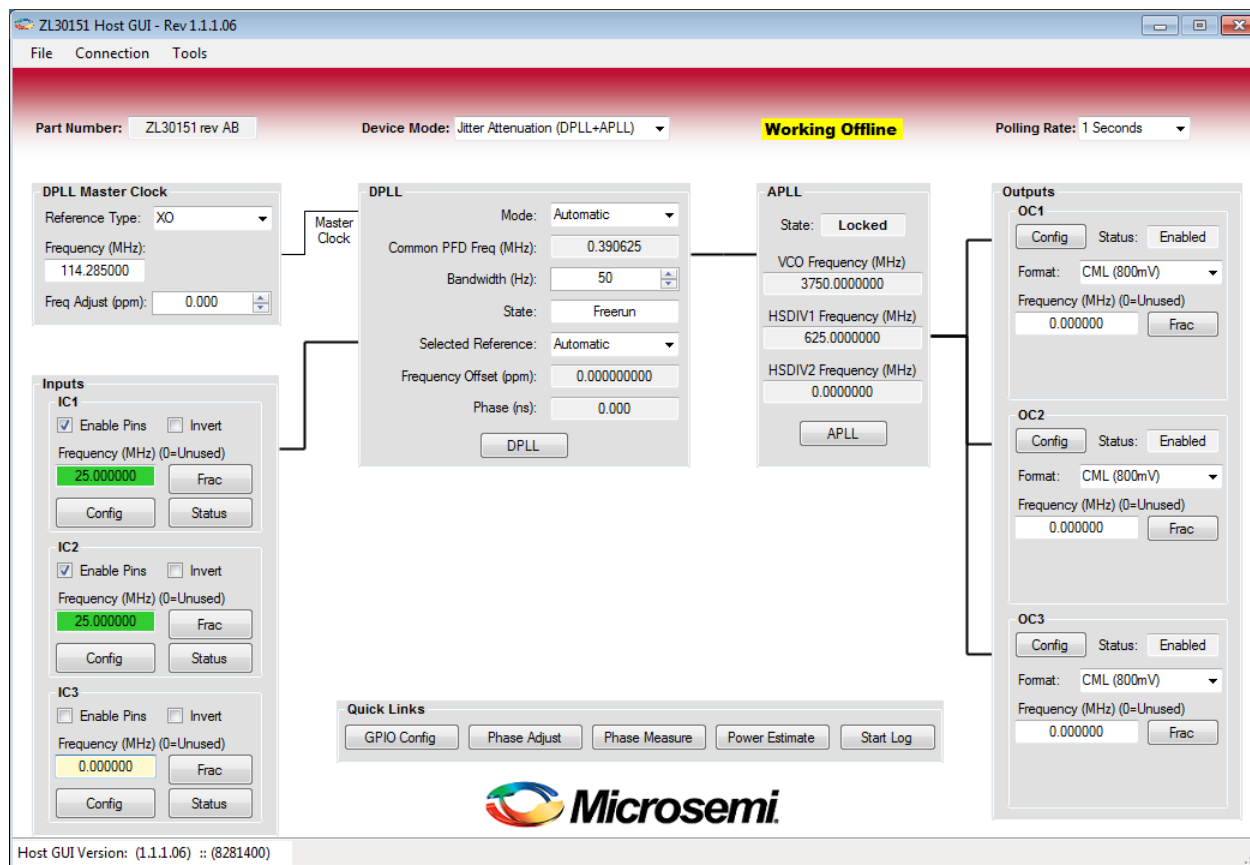 ZL30151 Host GUI - Rev 1.1.1.06
File Connection Tools
Part Number: ZL30151 rev AB
Device Mode: Jitter Attenuation (DPLL+APLL)
Working Offline
Polling Rate: 1 Seconds
DPLL Master Clock
Reference Type: XO
Frequency (MHz):
114.285000
Freq Adjust (ppm): 0.000
Master
Clock
Inputs
IC1
Enable Pins Invert
Frequency (MHz) (0=Unused)
25.000000 Frac
Config Status
IC2
Enable Pins Invert
Frequency (MHz) (0=Unused)
25.000000 Frac
Config Status
IC3
Enable Pins Invert
Frequency (MHz) (0=Unused)
0.000000 Frac
Config Status
DPLL
Mode: Automatic
Common PFD Freq (MHz): 0.390625
Bandwidth (Hz): 50
State: Freerun
Selected Reference: Automatic
Frequency Offset (ppm): 0.000000000
Phase (ns): 0.000
DPLL
APLL
State: Locked
VCO Frequency (MHz)
3750.0000000
HSDIV1 Frequency (MHz)
625.0000000
HSDIV2 Frequency (MHz)
0.0000000
APLL
Outputs
OC1
Config Status: Enabled
Format: CML (800mV)
Frequency (MHz) (0=Unused)
0.000000 Frac
OC2
Config Status: Enabled
Format: CML (800mV)
Frequency (MHz) (0=Unused)
0.000000 Frac
OC3
Config Status: Enabled
Format: CML (800mV)
Frequency (MHz) (0=Unused)
0.000000 Frac
Quick Links
GPIO Config Phase Adjust Phase Measure Power Estimate Start Log
Microsemi.
Host GUI Version: (1.1.1.06) :: (8281400)